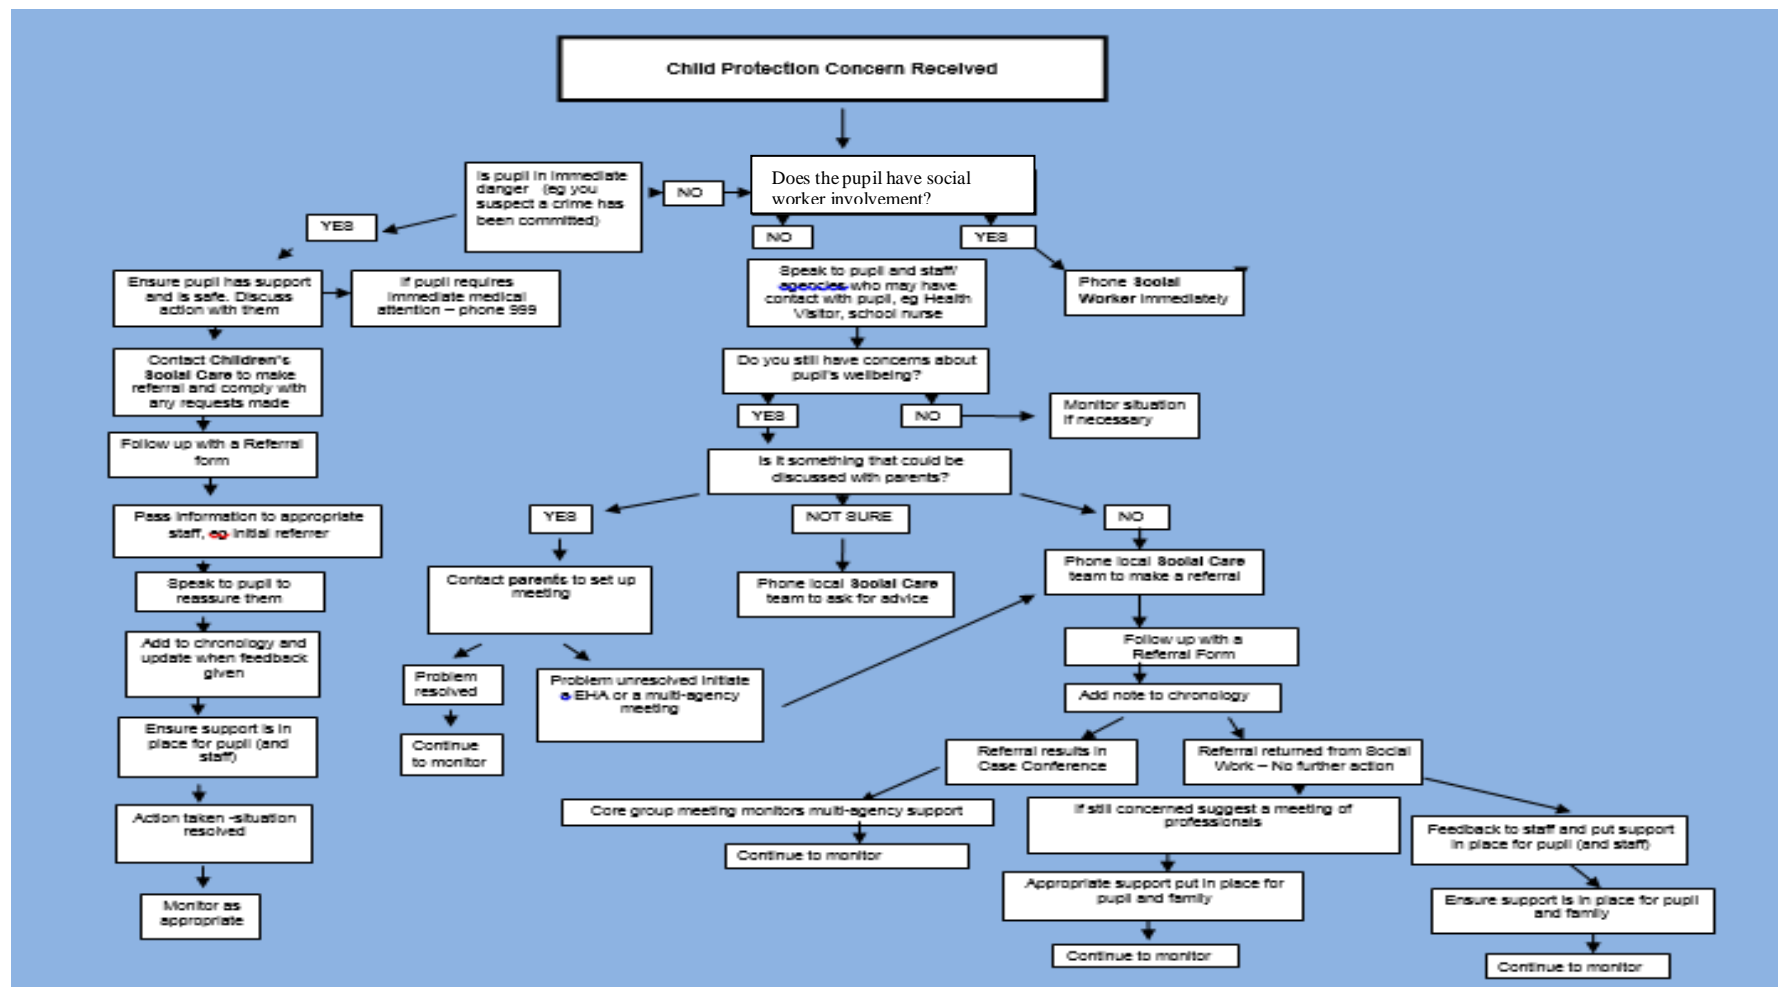 Child Protection Concern Received
Is pupil in immediate
danger (eg you
suspect a crime has
been committed)
NO
Does the pupil have social
worker involvement?
YES
NO
YES
Ensure pupil has support
and is safe. Discuss
action with them
If pupil requires
immediate medical
attention – phone 999
Speak to pupil and staff/
agencies who may have
contact with pupil, eg Health
Visitor, school nurse
Phone Social
Worker immediately
Contact Children's
Social Care to make
referral and comply with
any requests made
Do you still have concerns about
pupil's wellbeing?
YES
NO
Monitor situation
if necessary
Follow up with a Referral
form
Is it something that could be
discussed with parents?
Pass information to appropriate
staff, eg initial referrer
YES
NOT SURE
NO
Speak to pupil to
reassure them
Contact parents to set up
meeting
Phone local Social Care
team to ask for advice
Phone local Social Care
team to make a referral
Add to chronology and
update when feedback
given
Follow up with a
Referral Form
Problem
resolved
Problem unresolved initiate
a EHA or a multi-agency
meeting
Add note to chronology
Ensure support is in
place for pupil (and
staff)
Continue
to monitor
Referral results in
Case Conference
Referral returned from Social
Work – No further action
Action taken -situation
resolved
Core group meeting monitors multi-agency support
If still concerned suggest a meeting of
professionals
Feedback to staff and put support
in place for pupil (and staff)
Continue to monitor
Monitor as
appropriate
Appropriate support put in place for
pupil and family
Ensure support is in place for pupil
and family
Continue to monitor
Continue to monitor